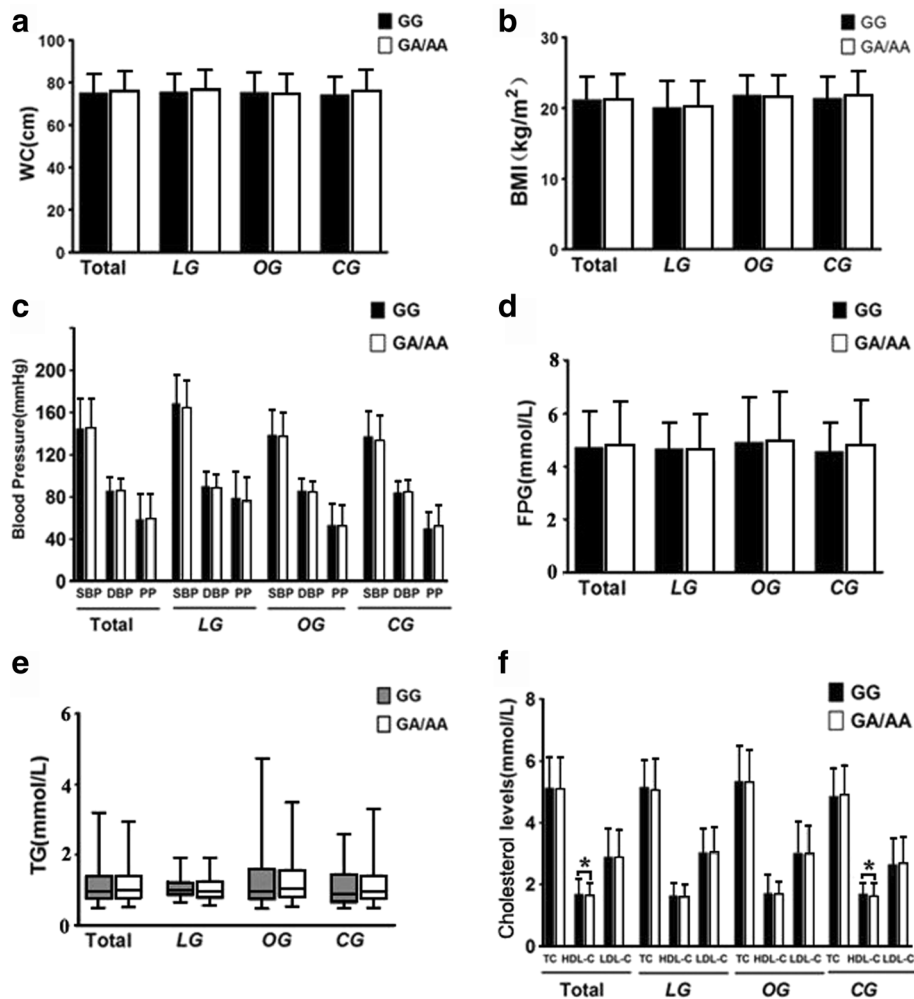 a
GG
GA/AA
WC(cm)
100
80
60
40
20
0
Total LG OG CG
b
GG
GA/AA
BMI(kg/m²)
30
20
10
0
Total LG OG CG
c
GG
GA/AA
Blood Pressure(mmHg)
200
160
120
80
40
0
SBP DBP PP SBP DBP PP SBP DBP PP SBP DBP PP
Total LG OG CG
d
GG
GA/AA
FPG(mmol/L)
8
6
4
2
0
Total LG OG CG
e
GG
GA/AA
TG(mmol/L)
6
4
2
0
Total LG OG CG
f
GG
GA/AA
Cholesterol levels(mmol/L)
8
6
4
2
0
* *
TC HDL-C LDL-C TC HDL-C LDL-C TC HDL-C LDL-C TC HDL-C LDL-C
Total LG OG CG